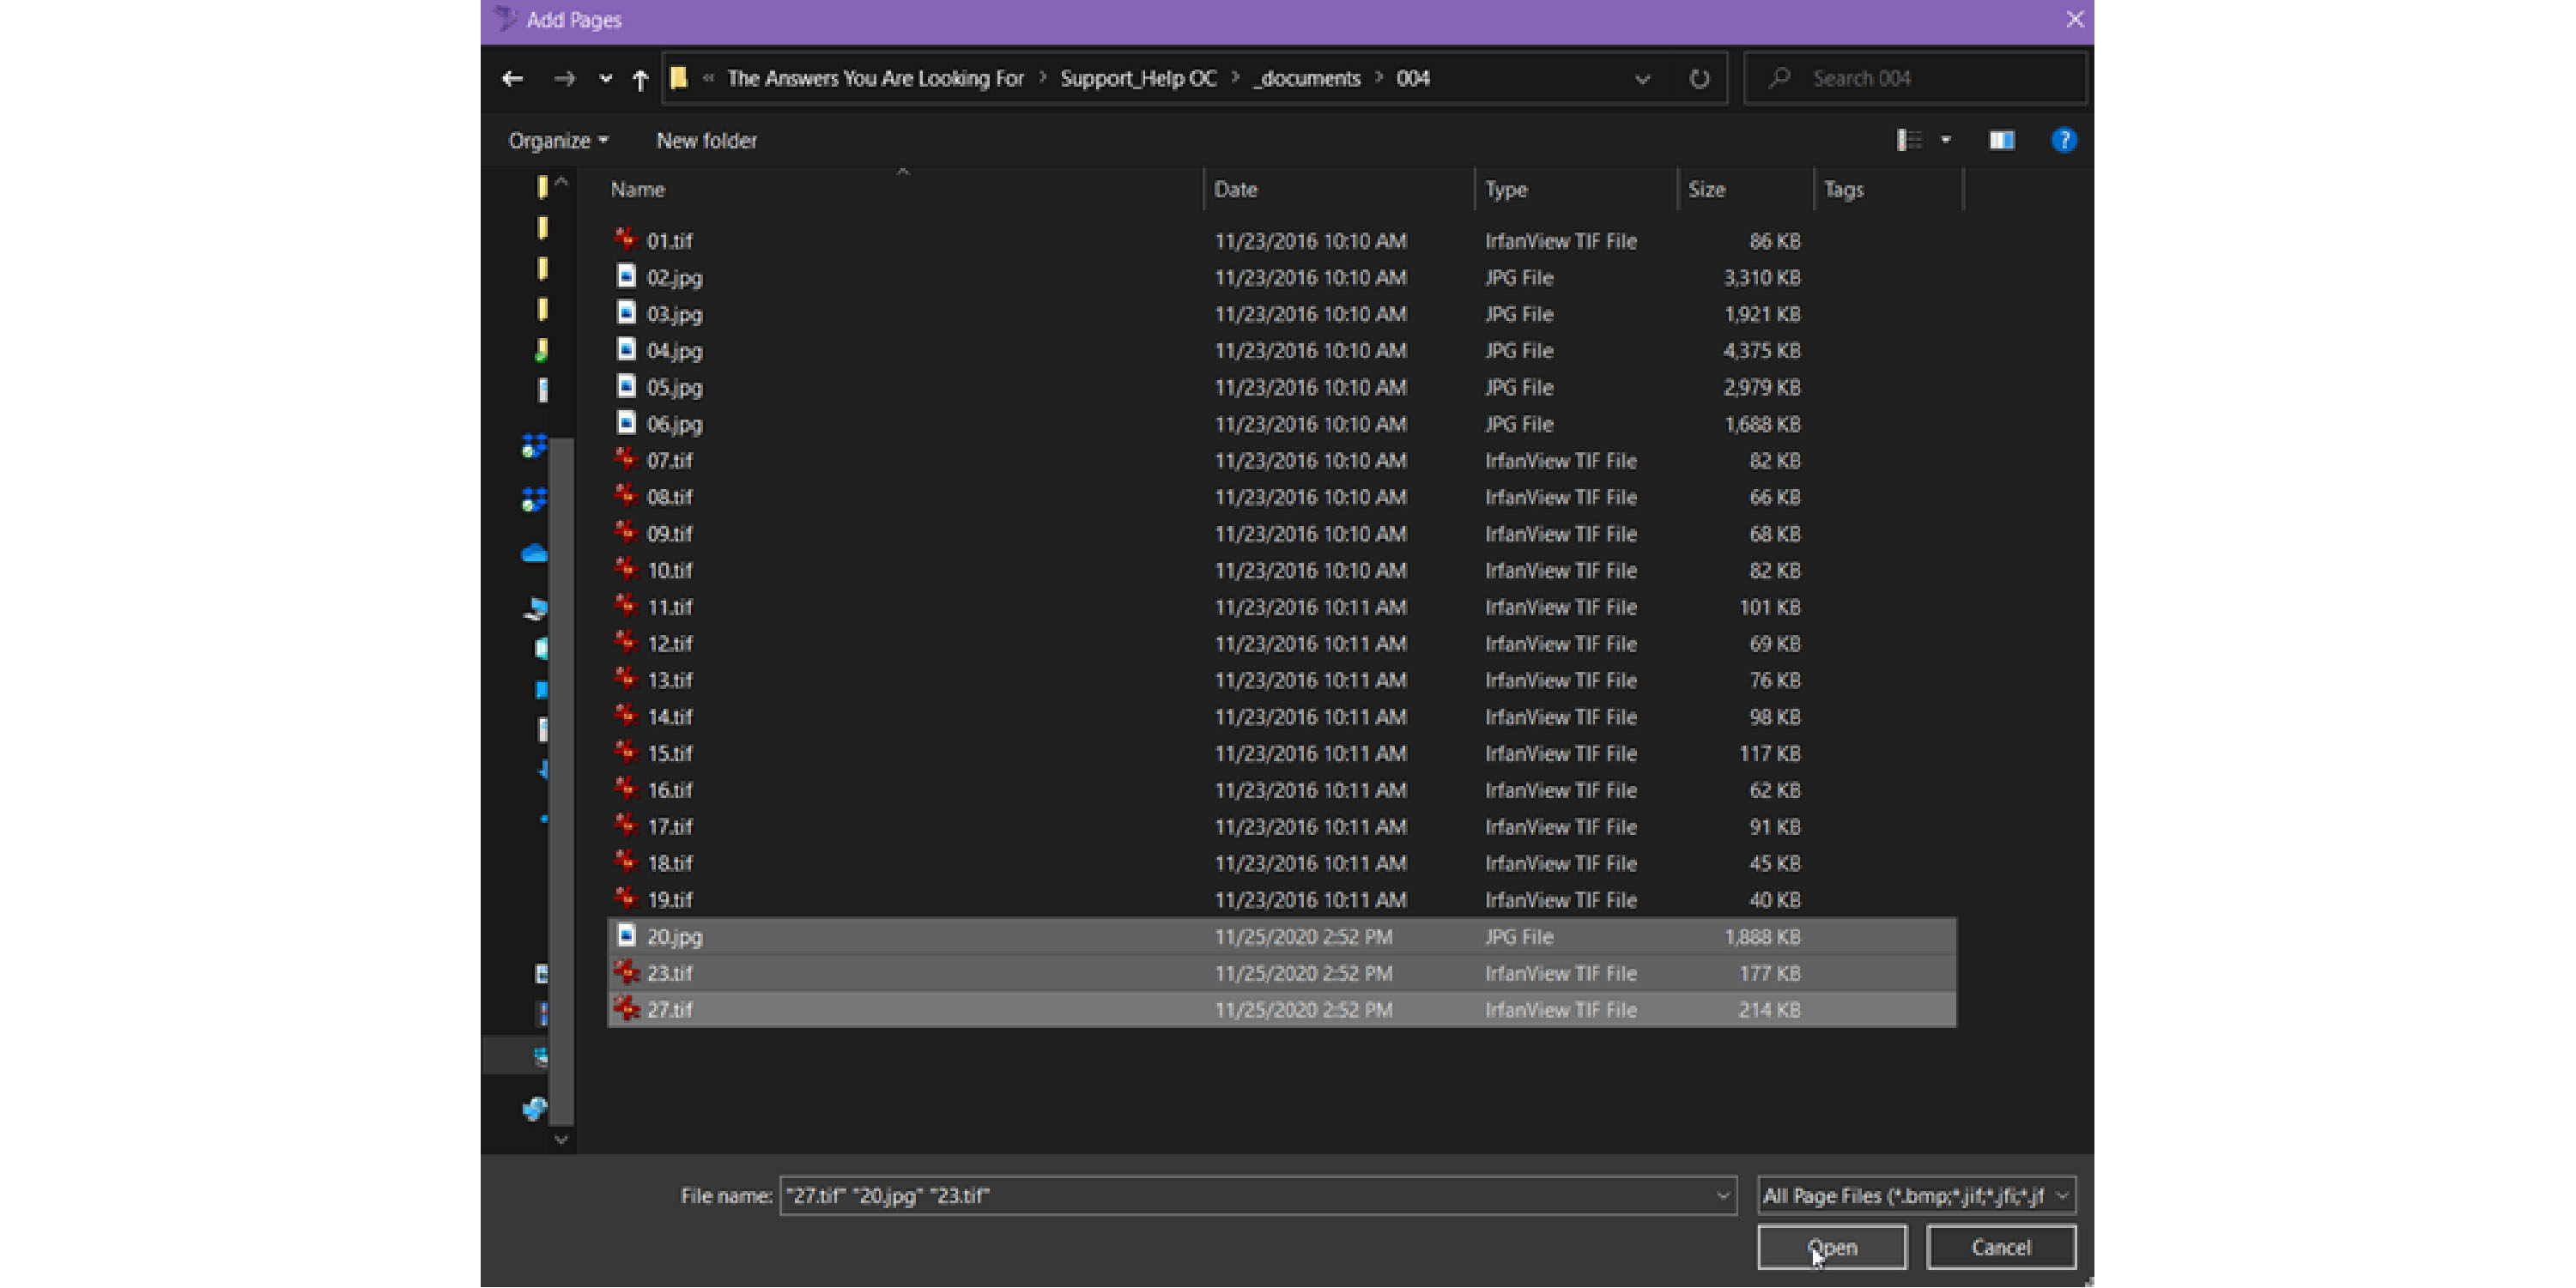 Add Pages
« The Answers You Are Looking For > Support_Help OC > _documents > 004
Search 004
Organize New folder
?
Name Date Type Size Tags
01.tif 11/23/2016 10:10 AM IrfanView TIF File 86 KB
02.jpg 11/23/2016 10:10 AM JPG File 3,310 KB
03.jpg 11/23/2016 10:10 AM JPG File 1,921 KB
04.jpg 11/23/2016 10:10 AM JPG File 4,375 KB
05.jpg 11/23/2016 10:10 AM JPG File 2,979 KB
06.jpg 11/23/2016 10:10 AM JPG File 1,688 KB
07.tif 11/23/2016 10:10 AM IrfanView TIF File 82 KB
08.tif 11/23/2016 10:10 AM IrfanView TIF File 66 KB
09.tif 11/23/2016 10:10 AM IrfanView TIF File 68 KB
10.tif 11/23/2016 10:10 AM IrfanView TIF File 82 KB
11.tif 11/23/2016 10:11 AM IrfanView TIF File 101 KB
12.tif 11/23/2016 10:11 AM IrfanView TIF File 69 KB
13.tif 11/23/2016 10:11 AM IrfanView TIF File 76 KB
14.tif 11/23/2016 10:11 AM IrfanView TIF File 98 KB
15.tif 11/23/2016 10:11 AM IrfanView TIF File 117 KB
16.tif 11/23/2016 10:11 AM IrfanView TIF File 62 KB
17.tif 11/23/2016 10:11 AM IrfanView TIF File 91 KB
18.tif 11/23/2016 10:11 AM IrfanView TIF File 45 KB
19.tif 11/23/2016 10:11 AM IrfanView TIF File 40 KB
20.jpg 11/25/2020 2:52 PM JPG File 1,888 KB
23.tif 11/25/2020 2:52 PM IrfanView TIF File 177 KB
27.tif 11/25/2020 2:52 PM IrfanView TIF File 214 KB
File name: "27.tif" "20.jpg" "23.tif" All Page Files (*.bmp;*.jif;*.jfi;*.jf
Open Cancel